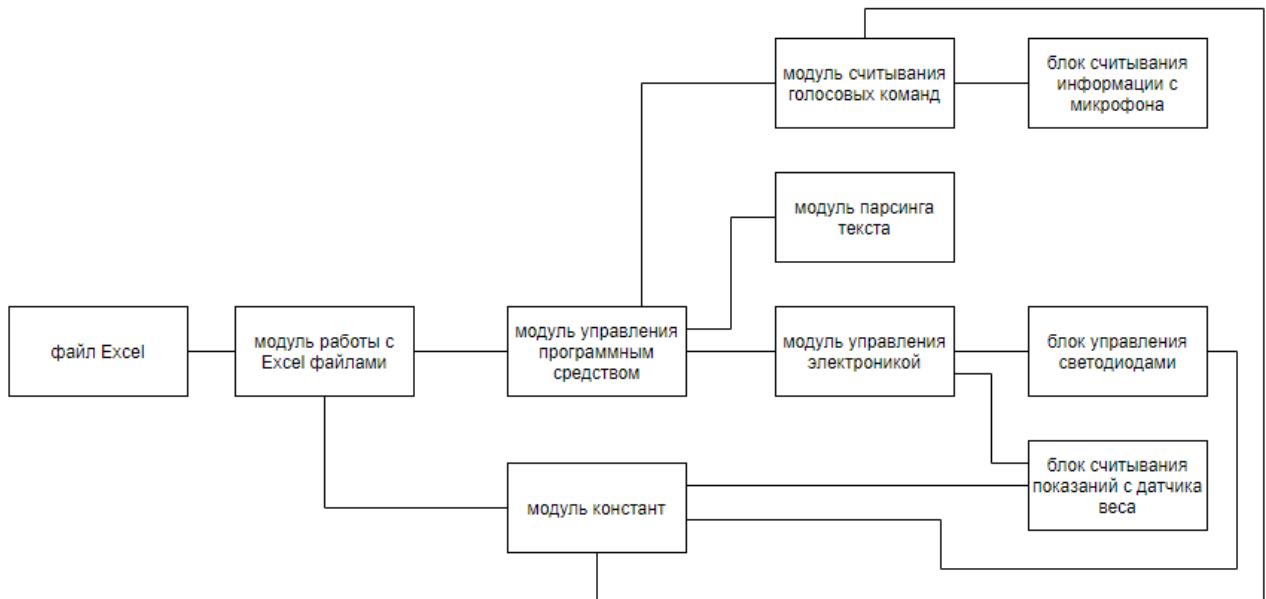 модуль считывания
голосовых команд
блок считывания
информации с
микрофона
модуль парсинга
текста
файл Excel
модуль работы с
Excel файлами
модуль управления
программным
средством
модуль управления
электроникой
блок управления
светодиодами
модуль констант
блок считывания
показаний с датчика
веса